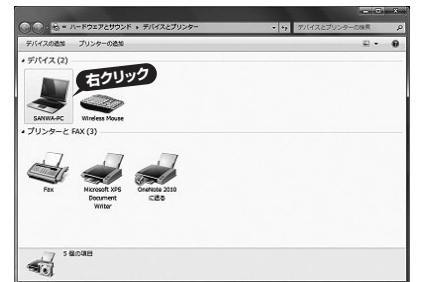 ハードウェアとサウンド ▸ デバイスとプリンター
デバイスとプリンターの検索
デバイスの追加 プリンターの追加
デバイス (2)
右クリック
SANWA-PC
Wireless Mouse
プリンターと FAX (3)
Fax
Microsoft XPS
Document
Writer
OneNote 2010
に送る
5 個の項目